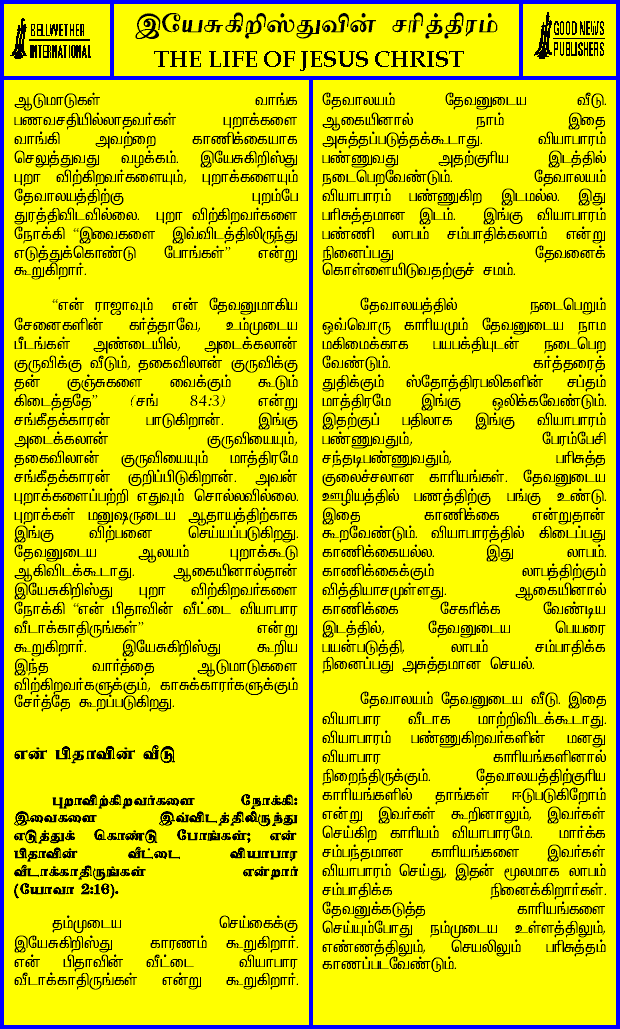 BELLWETHER
INTERNATIONAL
இயேசுகிறிஸ்துவின் சரித்திரம்
THE LIFE OF JESUS CHRIST
GOOD NEWS
PUBLISHERS
ஆடுமாடுகள் வாங்க
பணவசதியில்லாதவர்கள் புறாக்களை
வாங்கி அவற்றை காணிக்கையாக
செலுத்துவது வழக்கம். இயேசுகிறிஸ்து
புறா விற்கிறவர்களையும், புறாக்களையும்
தேவாலயத்திற்கு புறம்பே
துரத்திவிடவில்லை. புறா விற்கிறவர்களை
நோக்கி “இவைகளை இவ்விடத்திலிருந்து
எடுத்துக்கொண்டு போங்கள்” என்று
கூறுகிறார்.
“என் ராஜாவும் என் தேவனுமாகிய
சேனைகளின் கர்த்தாவே, உம்முடைய
பீடங்கள் அண்டையில், அடைக்கலான்
குருவிக்கு வீடும், தகைவிலான் குருவிக்கு
தன் குஞ்சுகளை வைக்கும் கூடும்
கிடைத்ததே” (சங் 84:3) என்று
சங்கீதக்காரன் பாடுகிறான். இங்கு
அடைக்கலான் குருவியையும்,
தகைவிலான் குருவியையும் மாத்திரமே
சங்கீதக்காரன் குறிப்பிடுகிறான். அவன்
புறாக்களைப்பற்றி எதுவும் சொல்லவில்லை.
புறாக்கள் மனுஷருடைய ஆதாயத்திற்காக
இங்கு விற்பனை செய்யப்படுகிறது.
தேவனுடைய ஆலயம் புறாக்கூடு
ஆகிவிடக்கூடாது. ஆகையினால்தான்
இயேசுகிறிஸ்து புறா விற்கிறவர்களை
நோக்கி “என் பிதாவின் வீட்டை வியாபார
வீடாக்காதிருங்கள்” என்று
கூறுகிறார். இயேசுகிறிஸ்து கூறிய
இந்த வார்த்தை ஆடுமாடுகளை
விற்கிறவர்களுக்கும், காசுக்காரர்களுக்கும்
சேர்த்தே கூறப்படுகிறது.
என் பிதாவின் வீடு
புறாவிற்கிறவர்களை நோக்கி:
இவைகளை இவ்விடத்திலிருந்து
எடுத்துக் கொண்டு போங்கள்; என்
பிதாவின் வீட்டை வியாபார
வீடாக்காதிருங்கள் என்றார்
(யோவா 2:16).
தம்முடைய செய்கைக்கு
இயேசுகிறிஸ்து காரணம் கூறுகிறார்.
என் பிதாவின் வீட்டை வியாபார
வீடாக்காதிருங்கள் என்று கூறுகிறார்.
தேவாலயம் தேவனுடைய வீடு.
ஆகையினால் நாம் இதை
அசுத்தப்படுத்தக்கூடாது. வியாபாரம்
பண்ணுவது அதற்குரிய இடத்தில்
நடைபெறவேண்டும். தேவாலயம்
வியாபாரம் பண்ணுகிற இடமல்ல. இது
பரிசுத்தமான இடம். இங்கு வியாபாரம்
பண்ணி லாபம் சம்பாதிக்கலாம் என்று
நினைப்பது தேவனைக்
கொள்ளையிடுவதற்குச் சமம்.
தேவாலயத்தில் நடைபெறும்
ஒவ்வொரு காரியமும் தேவனுடைய நாம
மகிமைக்காக பயபக்தியுடன் நடைபெற
வேண்டும். கர்த்தரைத்
துதிக்கும் ஸ்தோத்திரபலிகளின் சப்தம்
மாத்திரமே இங்கு ஒலிக்கவேண்டும்.
இதற்குப் பதிலாக இங்கு வியாபாரம்
பண்ணுவதும், பேரம்பேசி
சந்தடிபண்ணுவதும், பரிசுத்த
குலைச்சலான காரியங்கள். தேவனுடைய
ஊழியத்தில் பணத்திற்கு பங்கு உண்டு.
இதை காணிக்கை என்றுதான்
கூறவேண்டும். வியாபாரத்தில் கிடைப்பது
காணிக்கையல்ல. இது லாபம்.
காணிக்கைக்கும் லாபத்திற்கும்
வித்தியாசமுள்ளது. ஆகையினால்
காணிக்கை சேகரிக்க வேண்டிய
இடத்தில், தேவனுடைய பெயரை
பயன்படுத்தி, லாபம் சம்பாதிக்க
நினைப்பது அசுத்தமான செயல்.
தேவாலயம் தேவனுடைய வீடு. இதை
வியாபார வீடாக மாற்றிவிடக்கூடாது.
வியாபாரம் பண்ணுகிறவர்களின் மனது
வியாபார காரியங்களினால்
நிறைந்திருக்கும். தேவாலயத்திற்குரிய
காரியங்களில் தாங்கள் ஈடுபடுகிறோம்
என்று இவர்கள் கூறினாலும், இவர்கள்
செய்கிற காரியம் வியாபாரமே. மார்க்க
சம்பந்தமான காரியங்களை இவர்கள்
வியாபாரம் செய்து, இதன் மூலமாக லாபம்
சம்பாதிக்க நினைக்கிறார்கள்.
தேவனுக்கடுத்த காரியங்களை
செய்யும்போது நம்முடைய உள்ளத்திலும்,
எண்ணத்திலும், செயலிலும் பரிசுத்தம்
காணப்படவேண்டும்.